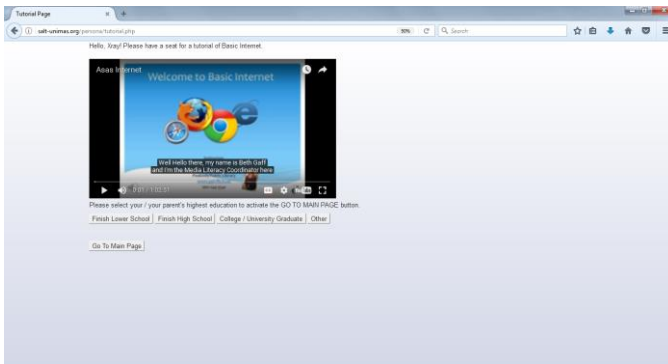 Tutorial Page
salt-unimas.org/persona/tutorial.php
50%
Search
Hello, Xray! Please have a seat for a tutorial of Basic Internet.
Asas Internet
Welcome to Basic Internet
Well Hello there, my name is Beth Gaff
and I'm the Media Literacy Coordinator here
Please select your / your parent's highest education to activate the GO TO MAIN PAGE button.
Finish Lower School
Finish High School
College / University Graduate
Other
Go To Main Page